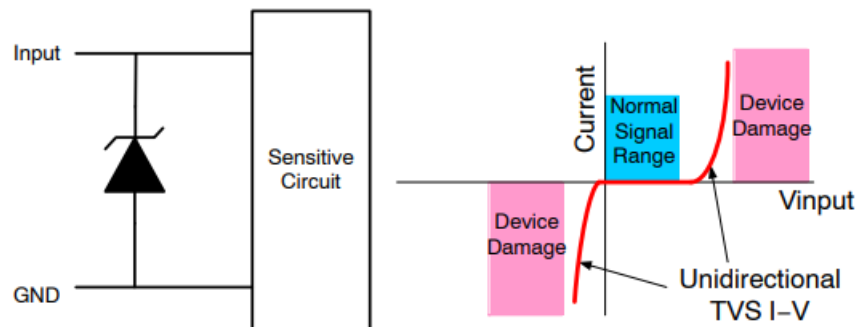 Input
GND
Sensitive
Circuit
Current
Normal
Signal
Range
Device
Damage
Vinput
Device
Damage
Unidirectional
TVS I−V